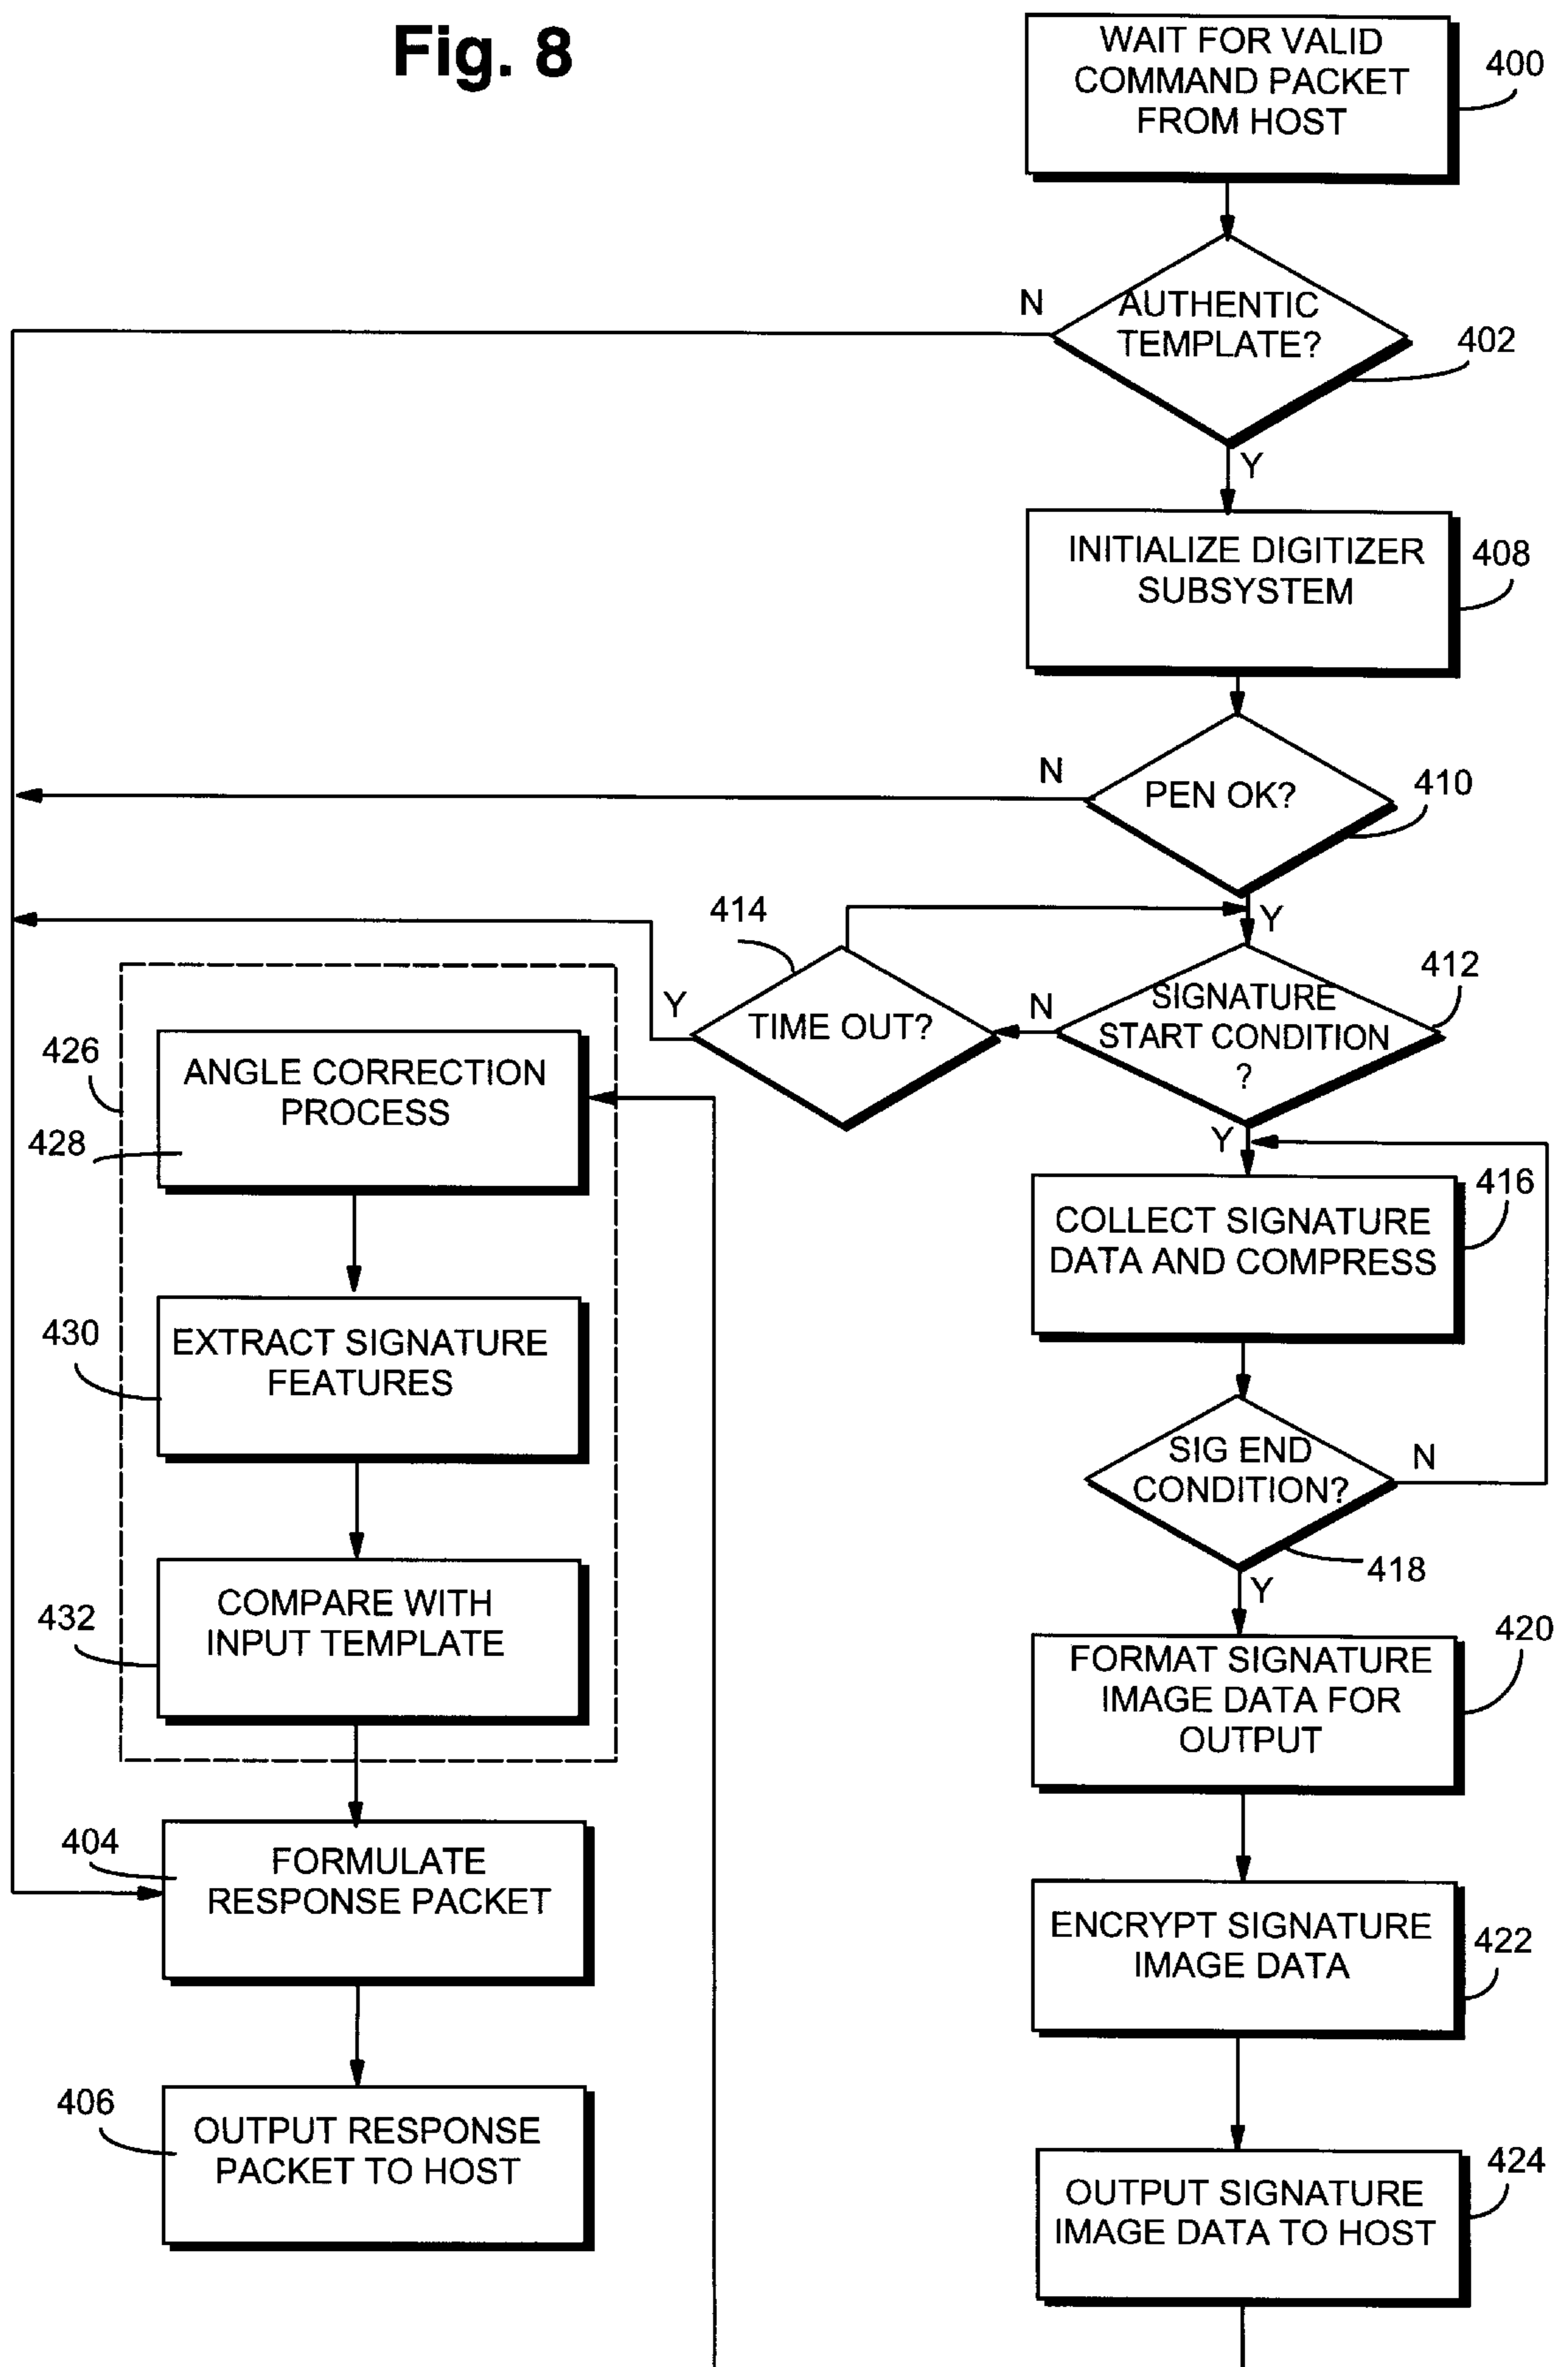 Fig. 8
WAIT FOR VALID
COMMAND PACKET
FROM HOST
400
N
AUTHENTIC
TEMPLATE?
402
Y
INITIALIZE DIGITIZER
SUBSYSTEM
408
N
PEN OK?
410
Y
414
TIME OUT?
Y
N
SIGNATURE
START CONDITION
?
412
Y
426
ANGLE CORRECTION
PROCESS
428
COLLECT SIGNATURE
DATA AND COMPRESS
416
430
EXTRACT SIGNATURE
FEATURES
SIG END
CONDITION?
N
418
Y
432
COMPARE WITH
INPUT TEMPLATE
FORMAT SIGNATURE
IMAGE DATA FOR
OUTPUT
420
404
FORMULATE
RESPONSE PACKET
ENCRYPT SIGNATURE
IMAGE DATA
422
406
OUTPUT RESPONSE
PACKET TO HOST
OUTPUT SIGNATURE
IMAGE DATA TO HOST
424